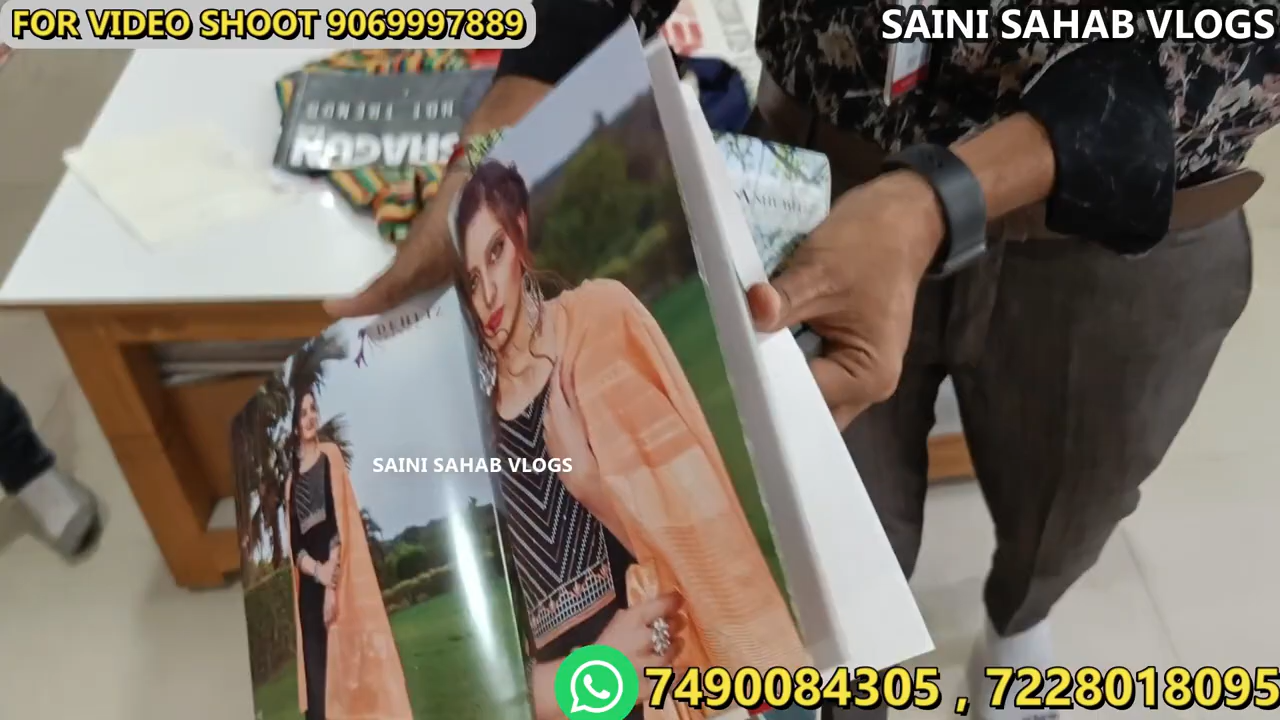 FOR VIDEO SHOOT 9069997889
SAINI SAHAB VLOGS
HOT TRENDS
SHAGUN
SAINI SAHAB VLOGS
7490084305 , 7228018095